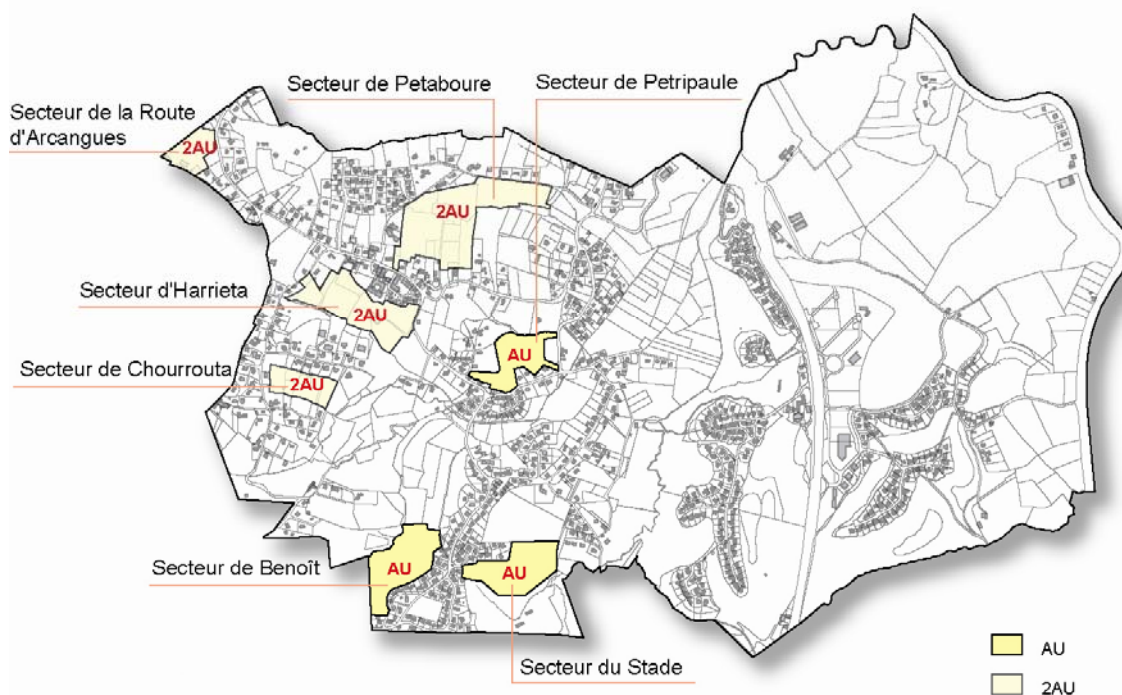 Secteur de Petaboure
Secteur de Petripaule
Secteur de la Route
d'Arcangues
2AU
2AU
Secteur d'Harrieta
2AU
AU
Secteur de Chourrouta
2AU
Secteur de Benoît
AU
AU
Secteur du Stade
AU
2AU